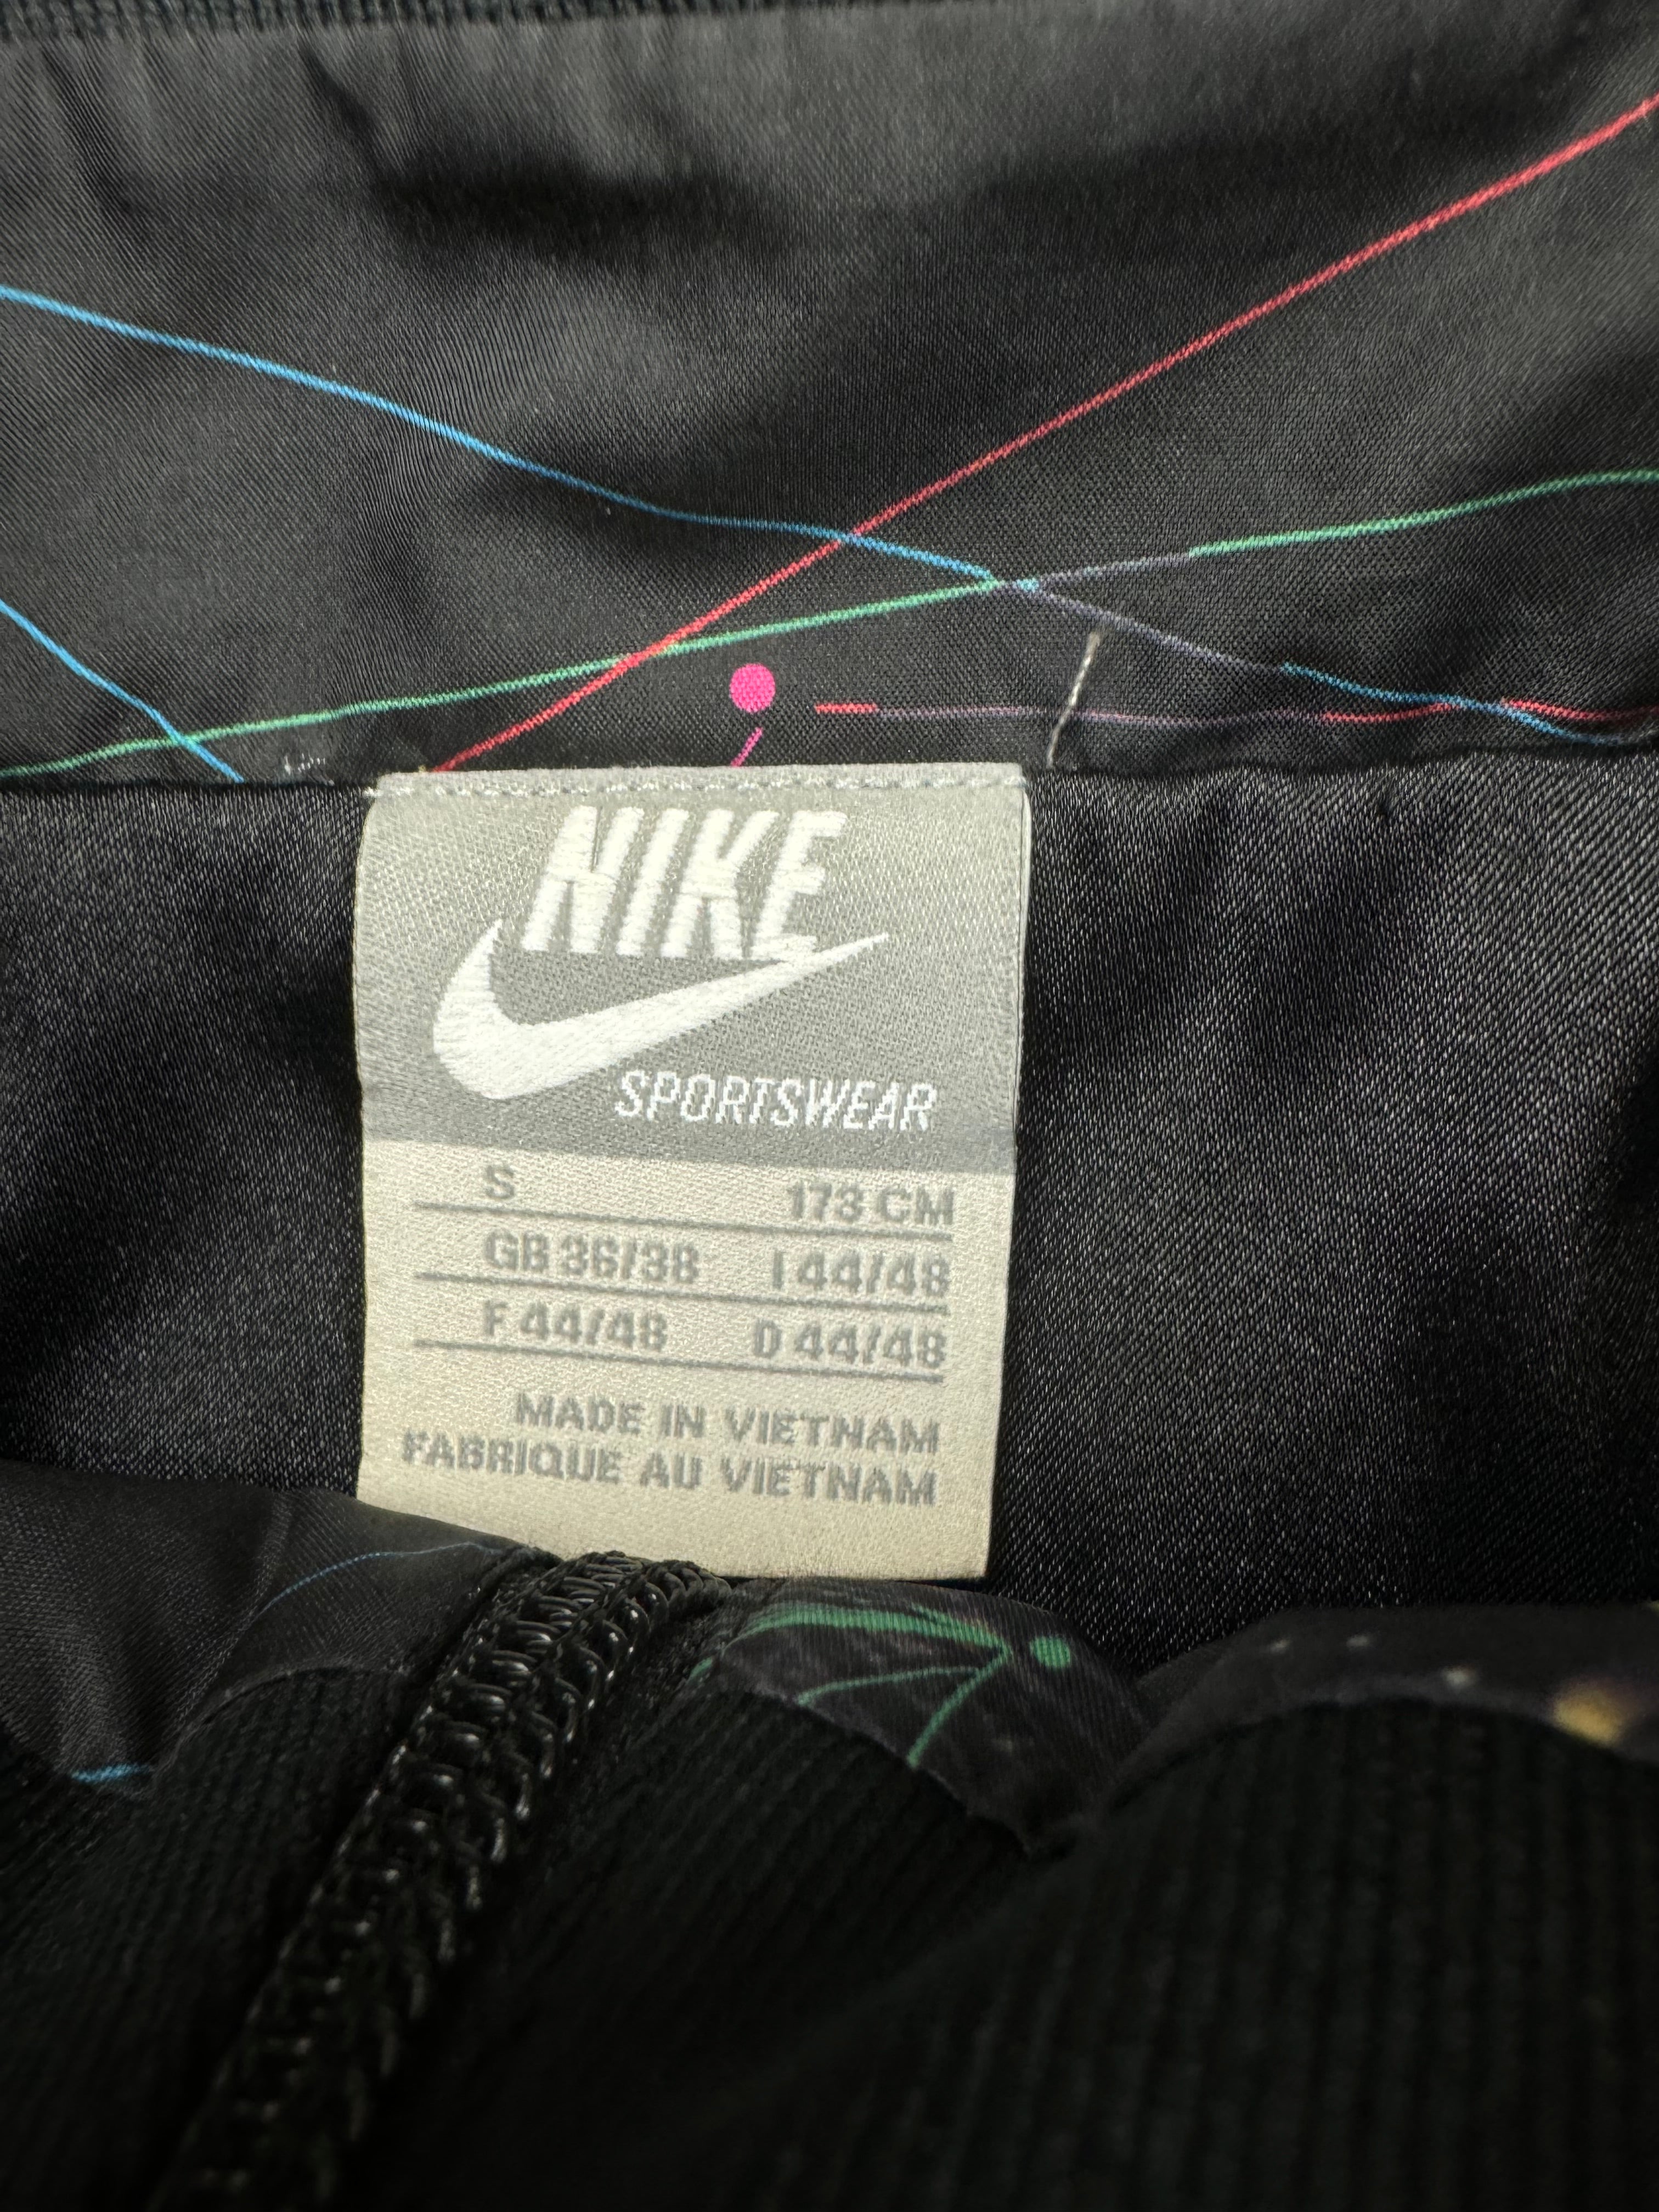 NIKE
SPORTSWEAR
S 173 CM
GB 36/38 I 44/48
F 44/48 D 44/48
MADE IN VIETNAM
FABRIQUE AU VIETNAM